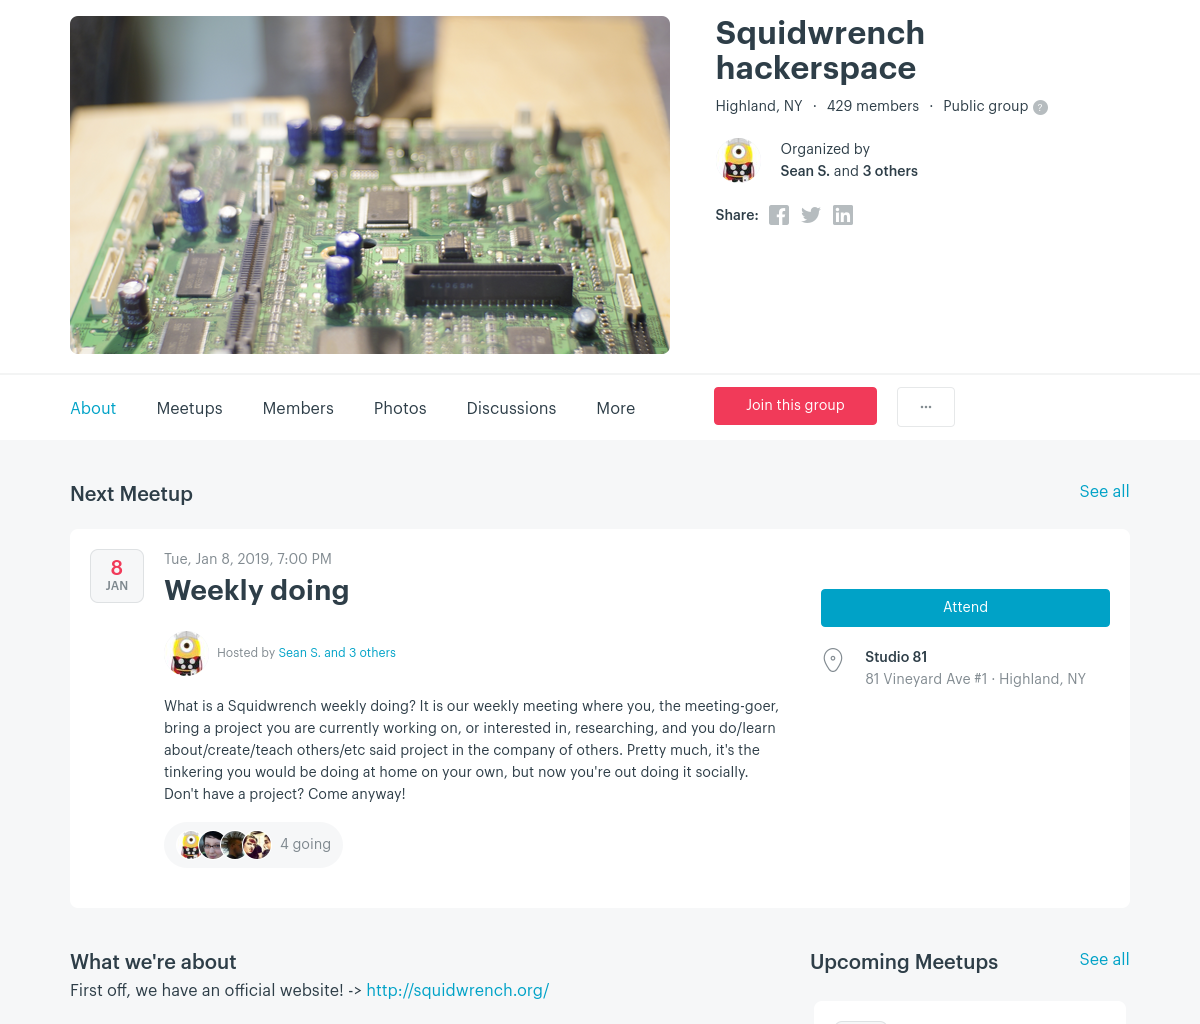 Squidwrench
hackerspace
Highland, NY · 429 members · Public group ?
Organized by
Sean S. and 3 others
Share:
About Meetups Members Photos Discussions More
Join this group
...
Next Meetup
See all
8
JAN
Tue, Jan 8, 2019, 7:00 PM
Weekly doing
Hosted by Sean S. and 3 others
What is a Squidwrench weekly doing? It is our weekly meeting where you, the meeting-goer,
bring a project you are currently working on, or interested in, researching, and you do/learn
about/create/teach others/etc said project in the company of others. Pretty much, it's the
tinkering you would be doing at home on your own, but now you're out doing it socially.
Don't have a project? Come anyway!
4 going
Attend
Studio 81
81 Vineyard Ave #1 · Highland, NY
What we're about
First off, we have an official website! -> http://squidwrench.org/
Upcoming Meetups
See all